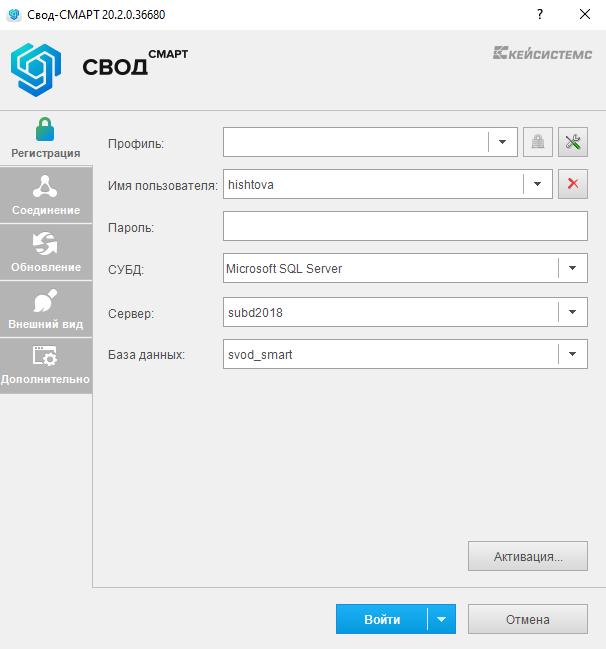 Свод-СМАРТ 20.2.0.36680
?
СВОД СМАРТ
КЕЙСИСТЕМС
Регистрация
Соединение
Обновление
Внешний вид
Дополнительно
Профиль:
Имя пользователя: hishtova
Пароль:
СУБД: Microsoft SQL Server
Сервер: subd2018
База данных: svod_smart
Активация...
Войти
Отмена